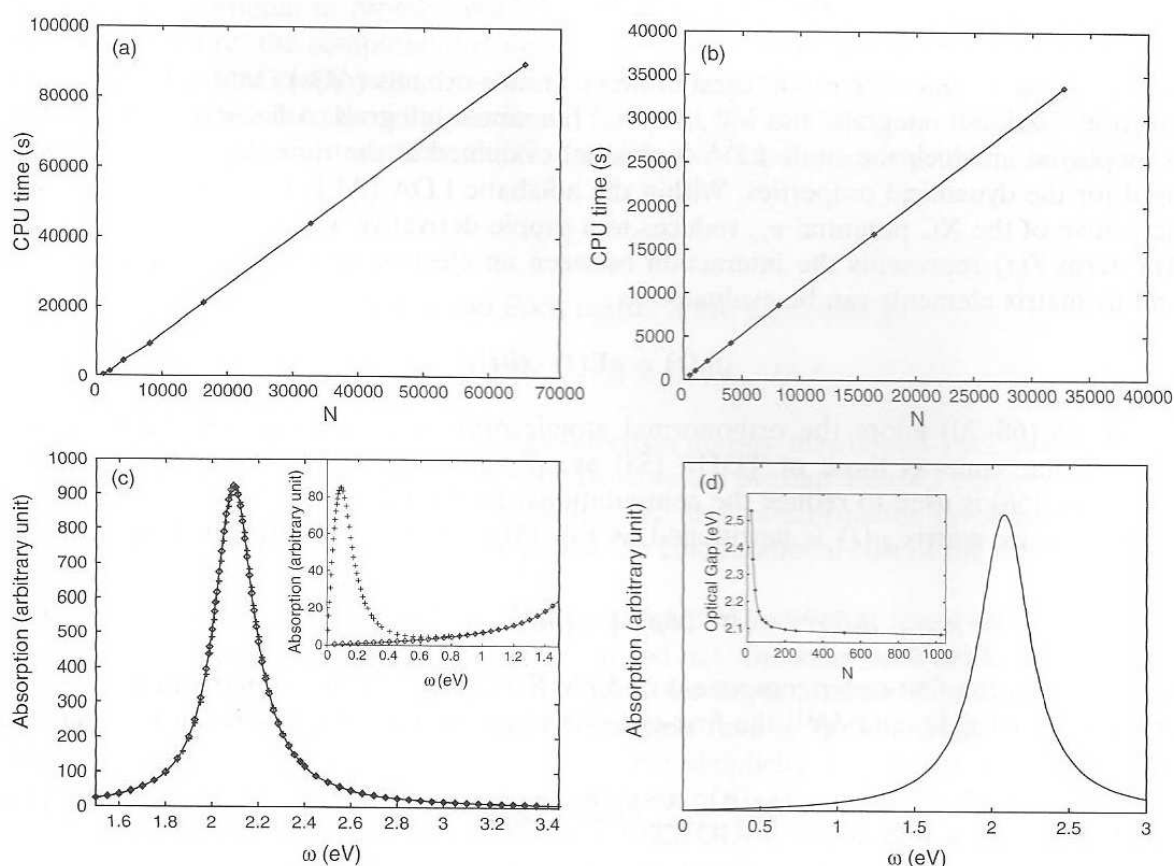 100000
80000
60000
40000
20000
0
CPU time (s)
(a)
0 10000 20000 30000 40000 50000 60000 70000
N
40000
35000
30000
25000
20000
15000
10000
5000
0
CPU time (s)
(b)
0 5000 10000 15000 20000 25000 30000 35000 40000
N
1000
900
800
700
600
500
400
300
200
100
0
Absorption (arbitrary unit)
(c)
1.6 1.8 2 2.2 2.4 2.6 2.8 3 3.2 3.4
ω (eV)
80
60
40
20
0
Absorption (arbitrary unit)
0 0.2 0.4 0.6 0.8 1 1.2 1.4
ω (eV)
Absorption (arbitrary unit)
(d)
0 0.5 1 1.5 2 2.5 3
ω (eV)
2.5
2.4
2.3
2.2
2.1
Optical Gap (eV)
0 200 400 600 800 1000
N